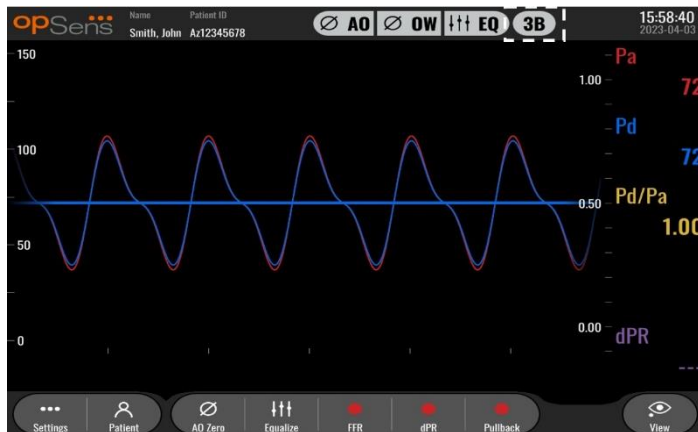 opSens
Name Patient ID
Smith, John Az12345678
Ø AO Ø OW EQ 3B
15:58:40
2023-04-03
150
100
50
0
1.00
0.50
0.00
Pa
72
Pd
72
Pd/Pa
1.00
dPR
---
Settings Patient AO Zero Equalize FFR dPR Pullback View